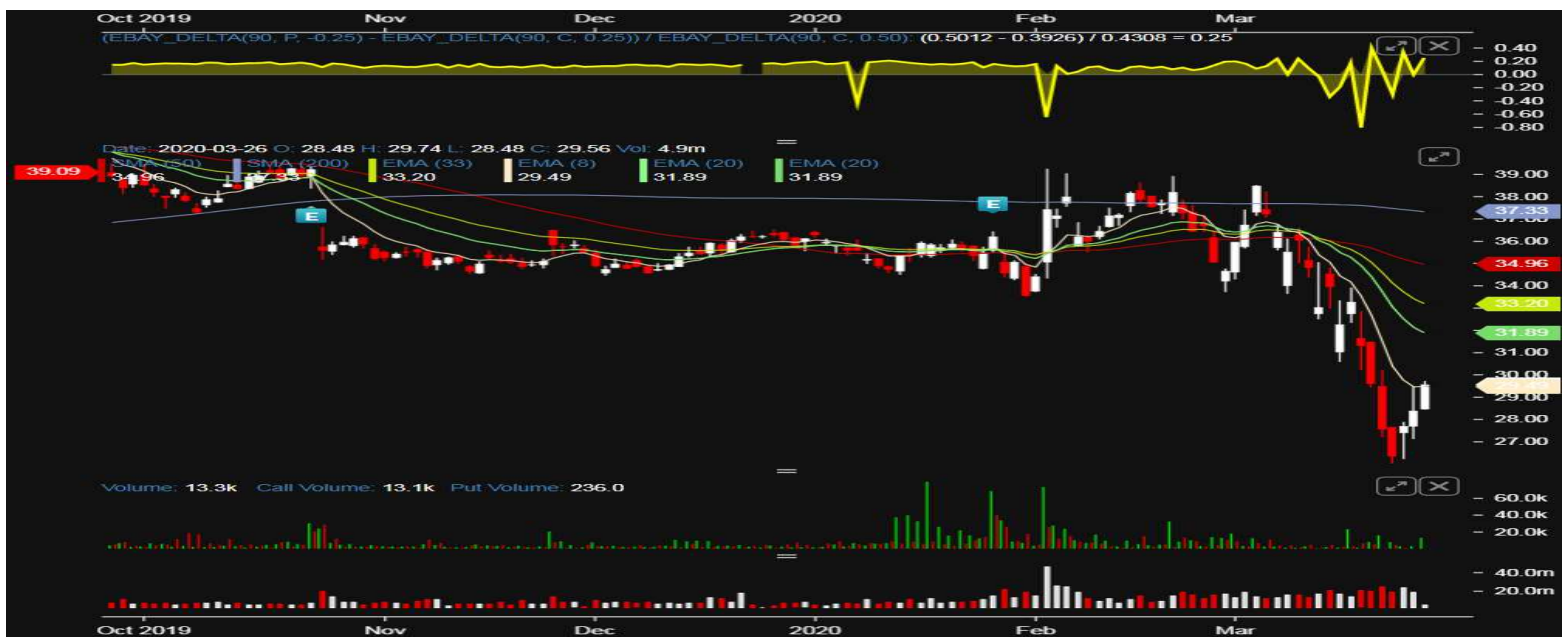 Oct 2019 Nov Dec 2020 Feb Mar
(EBAY_DELTA(90, P, -0.25) - EBAY_DELTA(90, C, 0.25)) / EBAY_DELTA(90, C, 0.50): (0.5012 - 0.3926) / 0.4308 = 0.25
0.40
0.20
0.00
-0.20
-0.40
-0.60
-0.80
Date: 2020-03-26 O: 28.48 H: 29.74 L: 28.48 C: 29.56 Vol: 4.9m
SMA (50) SMA (200) EMA (33) EMA (8) EMA (20) EMA (20)
34.96 37.33 33.20 29.49 31.89 31.89
39.09
39.00
38.00
37.33
36.00
34.96
34.00
33.20
31.89
31.00
30.00
29.49
29.00
28.00
27.00
E
E
Volume: 13.3k Call Volume: 13.1k Put Volume: 236.0
60.0k
40.0k
20.0k
40.0m
20.0m
Oct 2019 Nov Dec 2020 Feb Mar